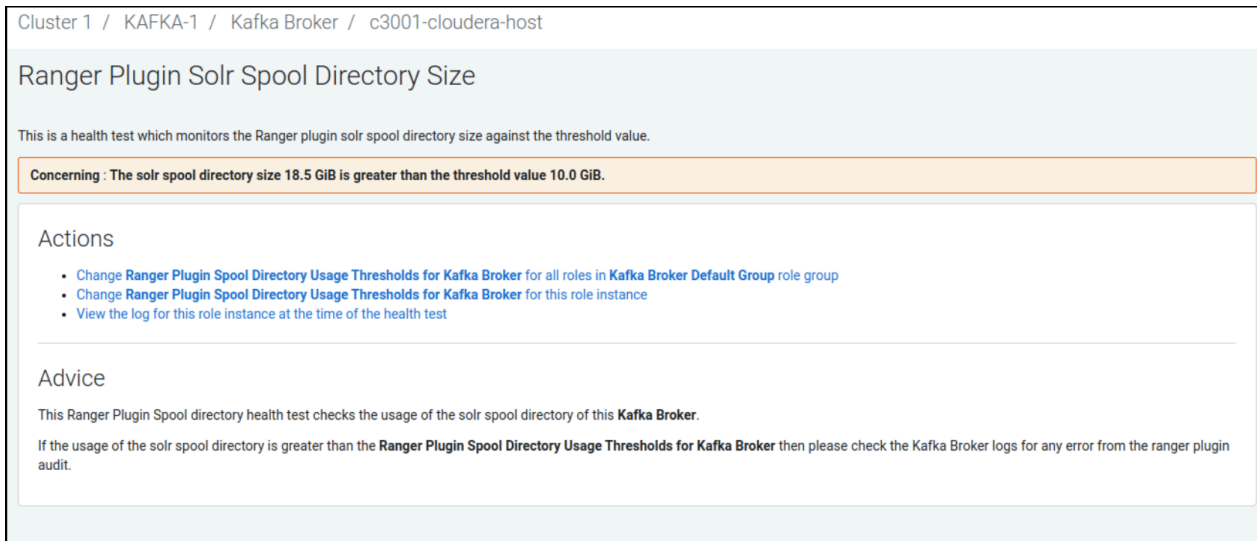 Cluster 1 / KAFKA-1 / Kafka Broker / c3001-cloudera-host
Ranger Plugin Solr Spool Directory Size
This is a health test which monitors the Ranger plugin solr spool directory size against the threshold value.
Concerning : The solr spool directory size 18.5 GiB is greater than the threshold value 10.0 GiB.
Actions
• Change Ranger Plugin Spool Directory Usage Thresholds for Kafka Broker for all roles in Kafka Broker Default Group role group
• Change Ranger Plugin Spool Directory Usage Thresholds for Kafka Broker for this role instance
• View the log for this role instance at the time of the health test
Advice
This Ranger Plugin Spool directory health test checks the usage of the solr spool directory of this Kafka Broker.
If the usage of the solr spool directory is greater than the Ranger Plugin Spool Directory Usage Thresholds for Kafka Broker then please check the Kafka Broker logs for any error from the ranger plugin
audit.